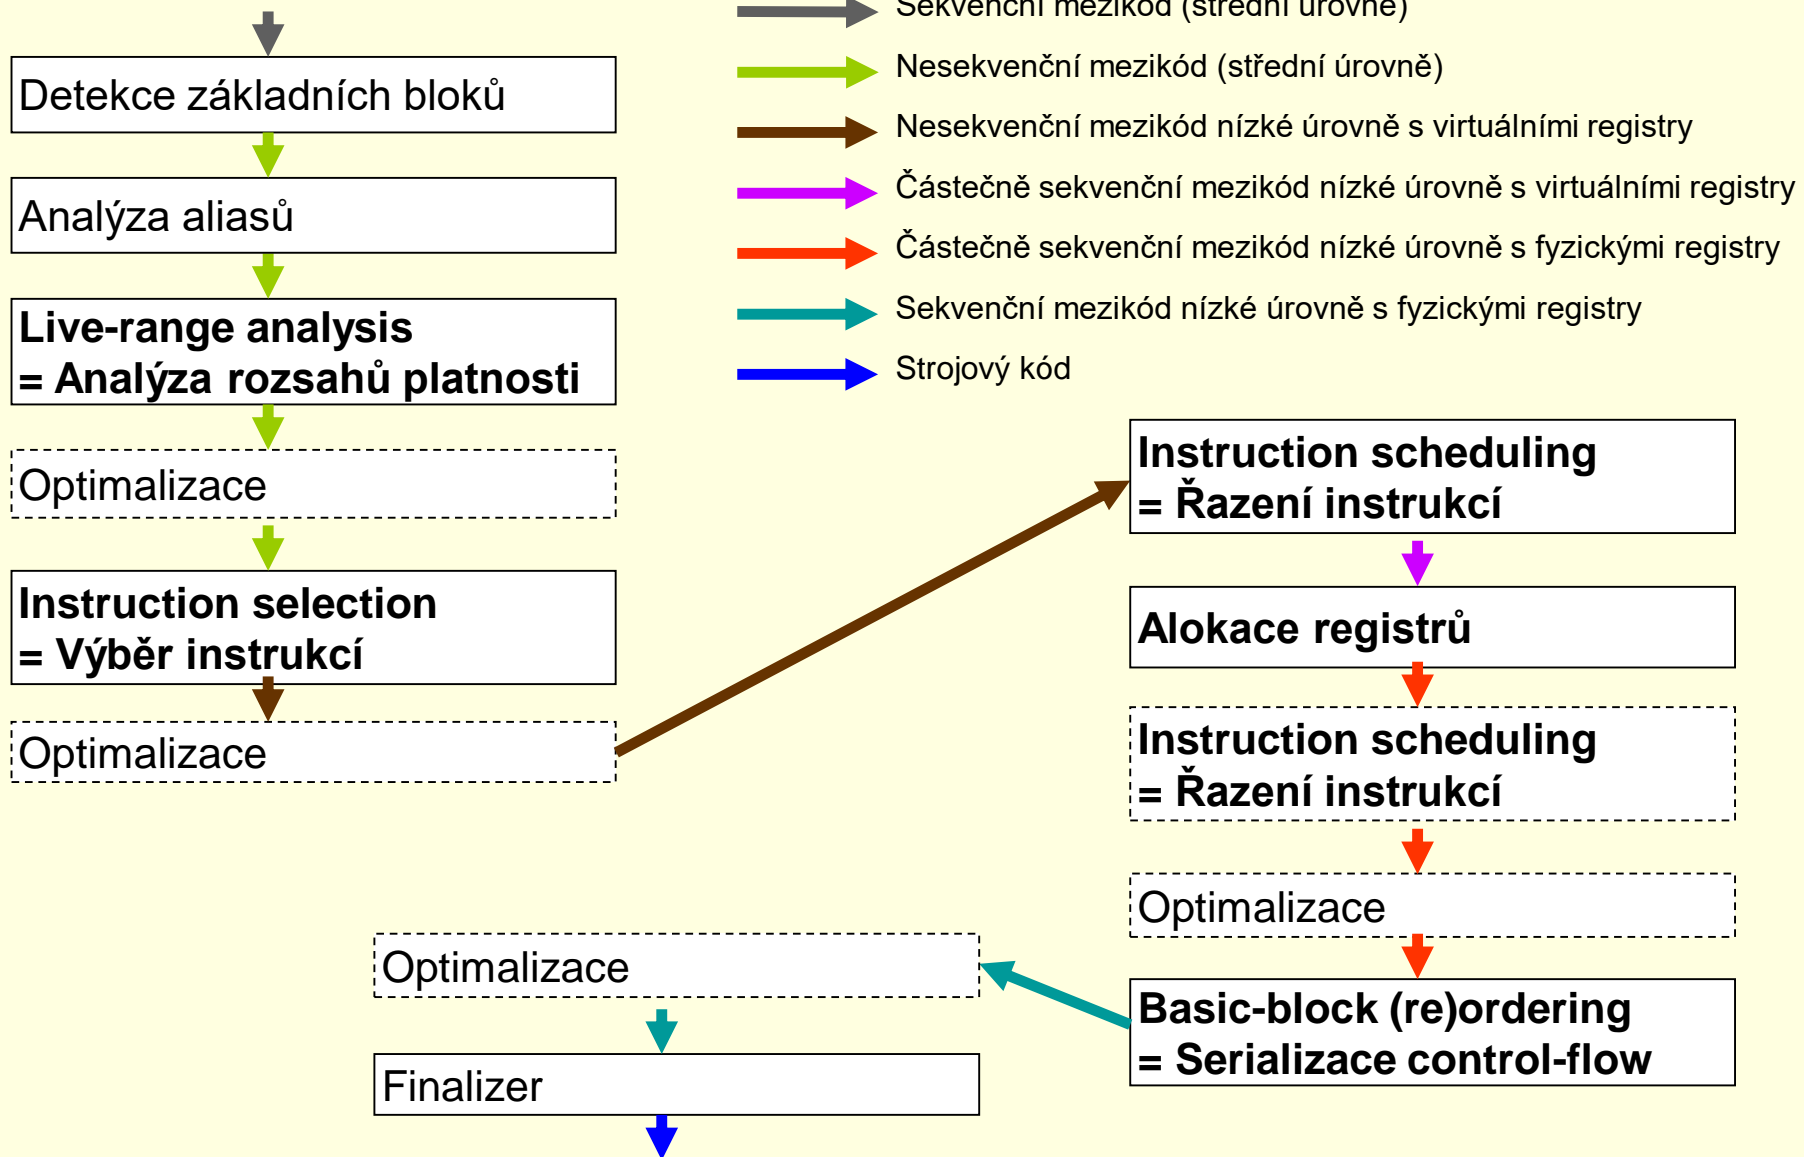 Sekvenční mezikód (střední úrovně)
Nesekvenční mezikód (střední úrovně)
Nesekvenční mezikód nízké úrovně s virtuálními registry
Částečně sekvenční mezikód nízké úrovně s virtuálními registry
Částečně sekvenční mezikód nízké úrovně s fyzickými registry
Sekvenční mezikód nízké úrovně s fyzickými registry
Strojový kód
Detekce základních bloků
Analýza aliasů
Live-range analysis
= Analýza rozsahů platnosti
Optimalizace
Instruction selection
= Výběr instrukcí
Optimalizace
Instruction scheduling
= Řazení instrukcí
Alokace registrů
Instruction scheduling
= Řazení instrukcí
Optimalizace
Basic-block (re)ordering
= Serializace control-flow
Optimalizace
Finalizer